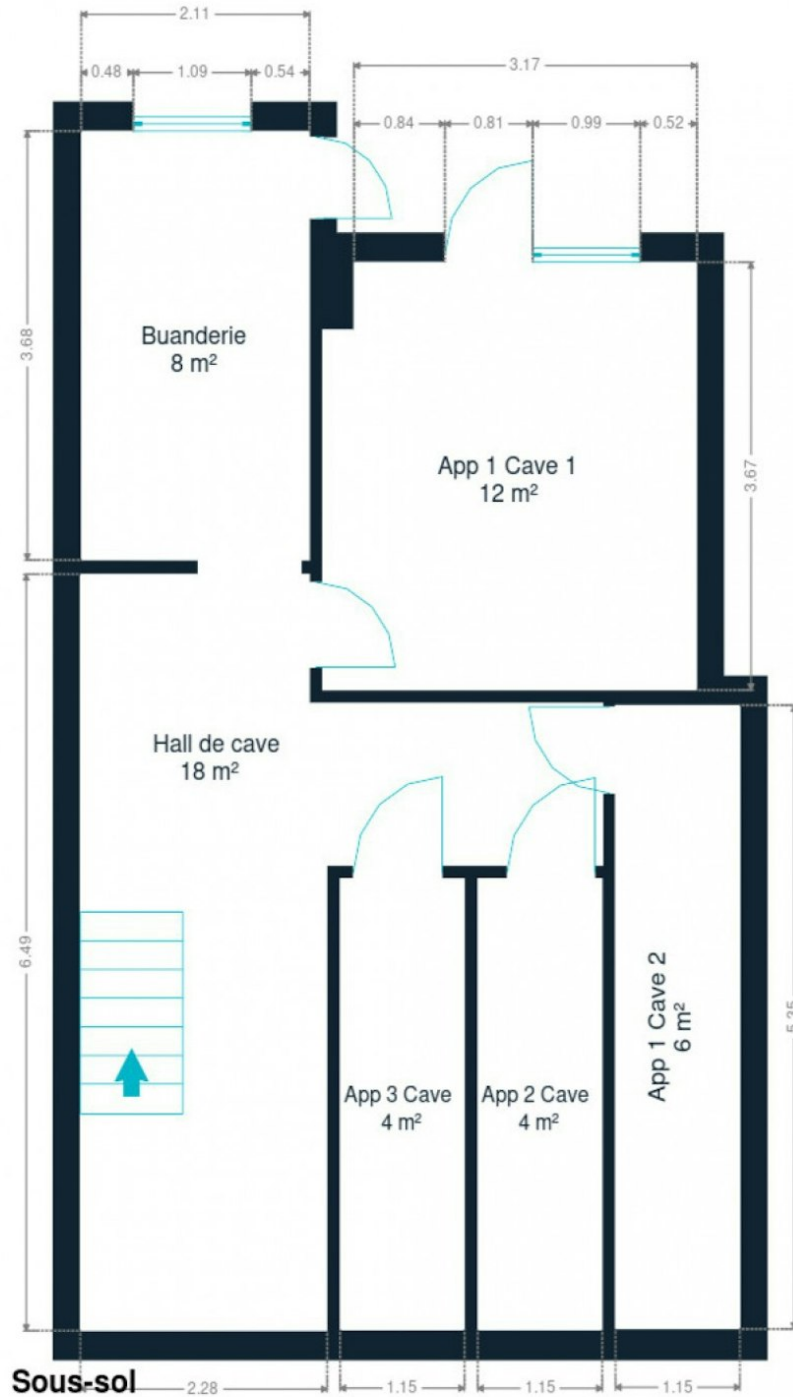 2.11
0.48 1.09 0.54
3.17
0.84 0.81 0.99 0.52
3.68
Buanderie
8 m²
App 1 Cave 1
12 m²
3.67
Hall de cave
18 m²
6.49
App 1 Cave 2
6 m²
5.35
App 3 Cave
4 m²
App 2 Cave
4 m²
Sous-sol
2.28 1.15 1.15 1.15